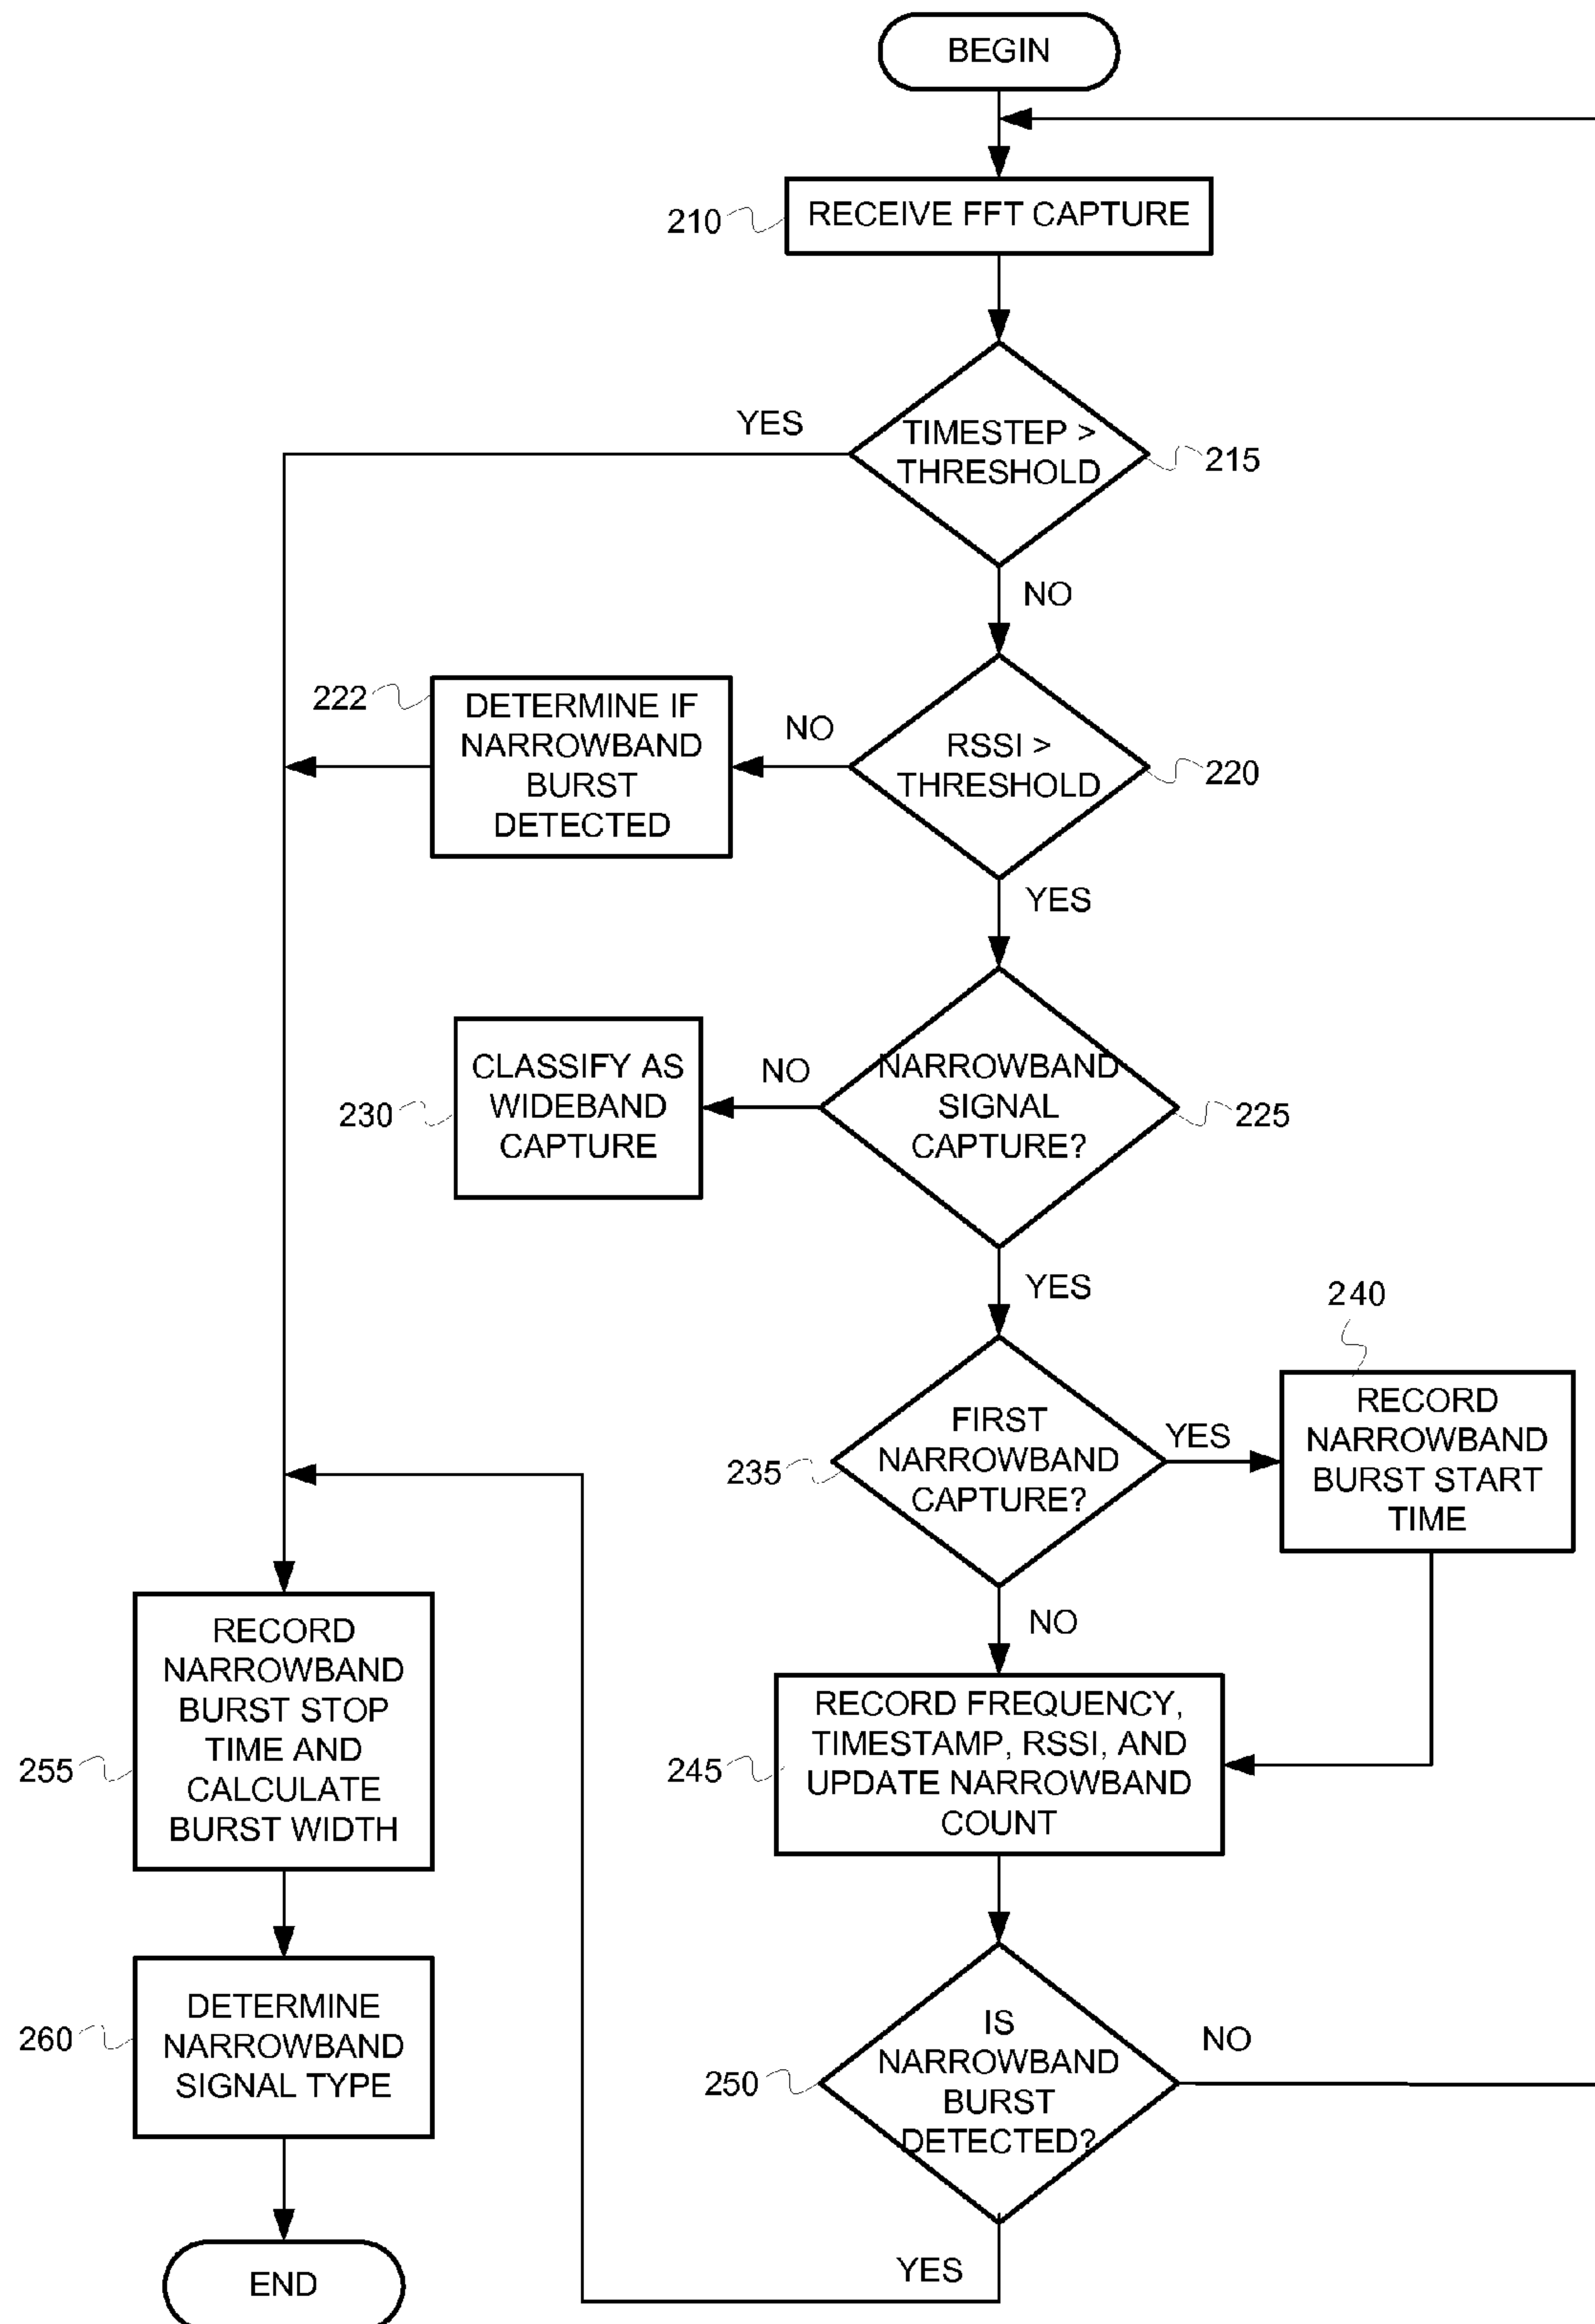 BEGIN
210
RECEIVE FFT CAPTURE
YES
TIMESTEP >
THRESHOLD
215
NO
222
DETERMINE IF
NARROWBAND
BURST
DETECTED
NO
RSSI >
THRESHOLD
220
YES
230
CLASSIFY AS
WIDEBAND
CAPTURE
NO
NARROWBAND
SIGNAL
CAPTURE?
225
YES
235
FIRST
NARROWBAND
CAPTURE?
YES
240
RECORD
NARROWBAND
BURST START
TIME
NO
245
RECORD FREQUENCY,
TIMESTAMP, RSSI, AND
UPDATE NARROWBAND
COUNT
255
RECORD
NARROWBAND
BURST STOP
TIME AND
CALCULATE
BURST WIDTH
250
IS
NARROWBAND
BURST
DETECTED?
NO
YES
260
DETERMINE
NARROWBAND
SIGNAL TYPE
END